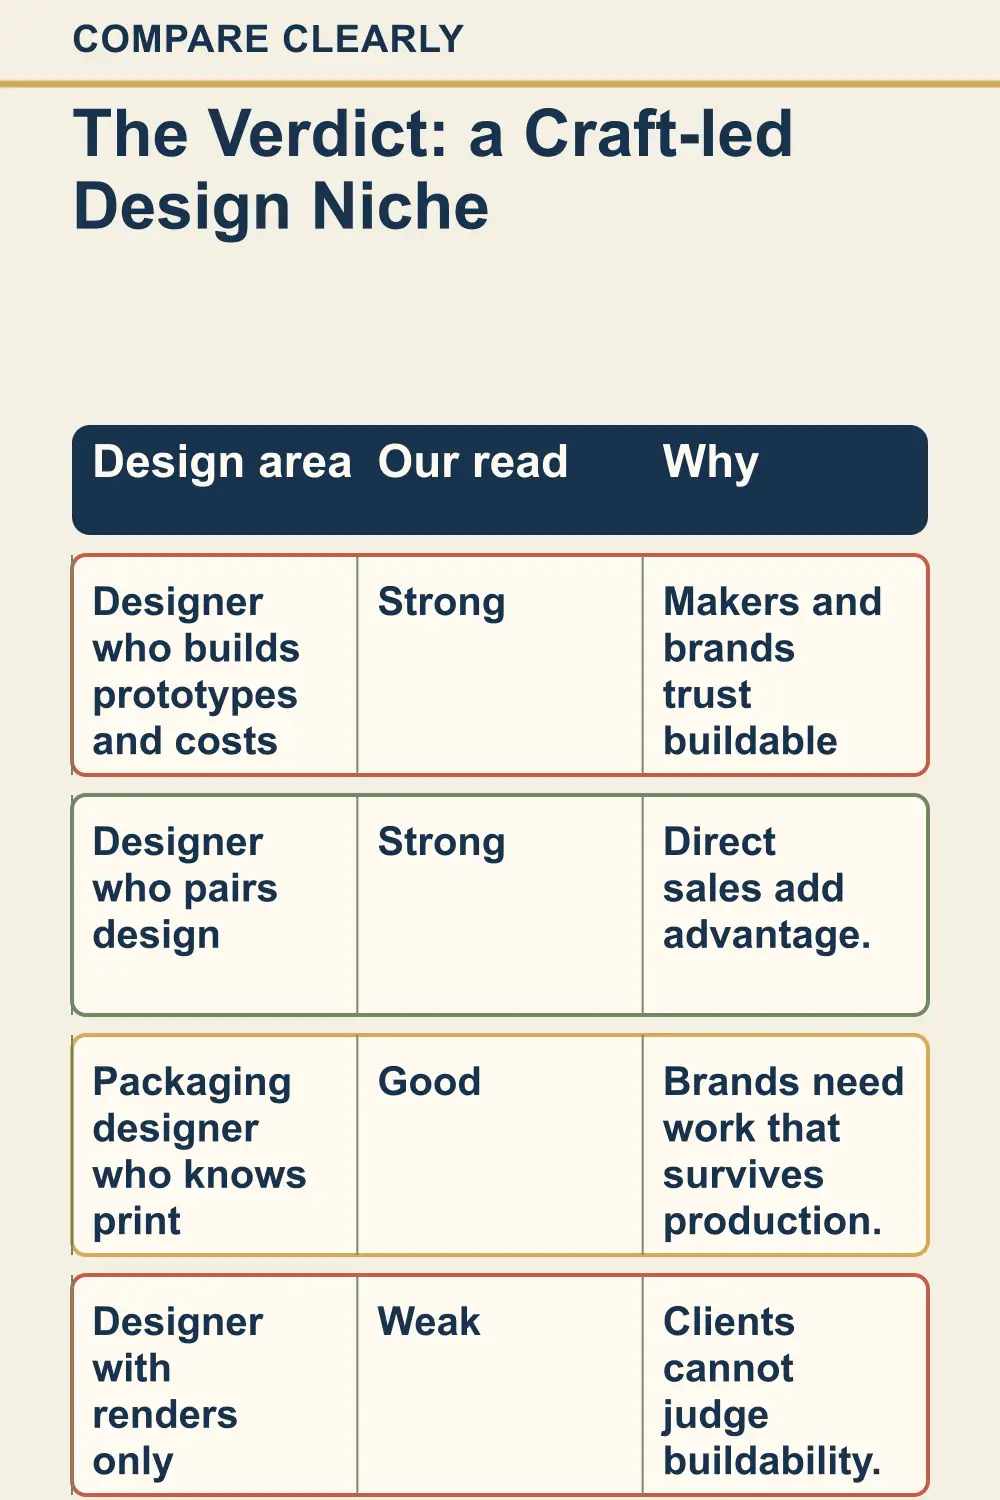 COMPARE CLEARLY
The Verdict: a Craft-led
Design Niche
Design area Our read Why
Designer
who builds
prototypes
and costs
Strong
Makers and
brands
trust
buildable
Designer
who pairs
design
Strong
Direct
sales add
advantage.
Packaging
designer
who knows
print
Good
Brands need
work that
survives
production.
Designer
with
renders
only
Weak
Clients
cannot
judge
buildability.